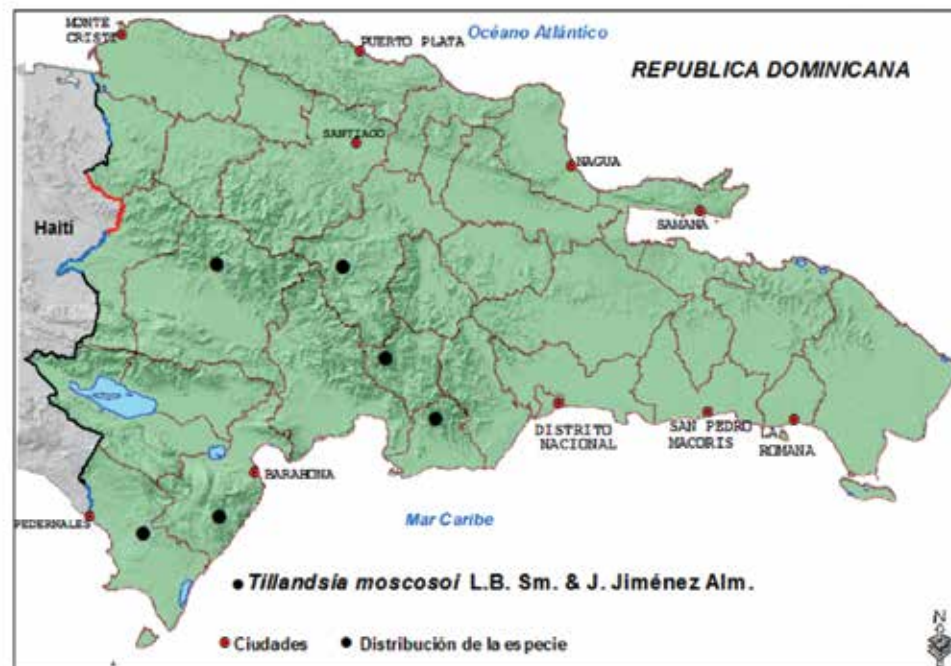 MONTE
CRISTI
PUERTO PLATA
Océano Atlántico
REPUBLICA DOMINICANA
SANTIAGO
NAGUA
SAMANA
Haití
DISTRITO
NACIONAL
SAN PEDRO
MACORIS
LA
ROMANA
BARAHONA
PEDERNALES
Mar Caribe
Tillandsia moscosoi L.B. Sm. & J. Jiménez Alm.
Ciudades
Distribución de la especie